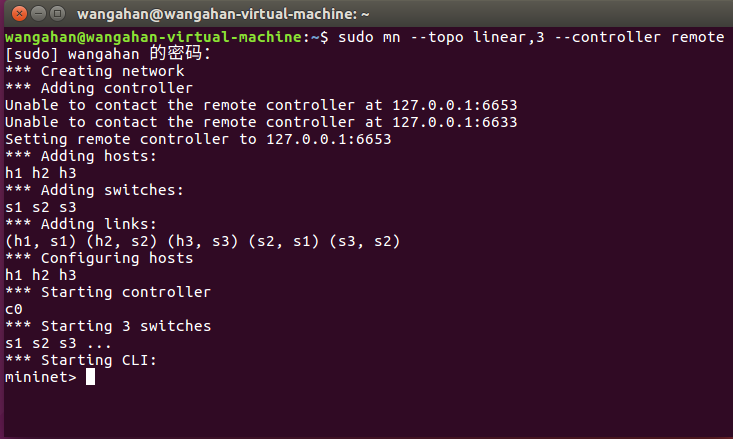 wangahan@wangahan-virtual-machine: ~
wangahan@wangahan-virtual-machine:~$ sudo mn --topo linear,3 --controller remote
[sudo] wangahan 的密码：
*** Creating network
*** Adding controller
Unable to contact the remote controller at 127.0.0.1:6653
Unable to contact the remote controller at 127.0.0.1:6633
Setting remote controller to 127.0.0.1:6653
*** Adding hosts:
h1 h2 h3
*** Adding switches:
s1 s2 s3
*** Adding links:
(h1, s1) (h2, s2) (h3, s3) (s2, s1) (s3, s2)
*** Configuring hosts
h1 h2 h3
*** Starting controller
c0
*** Starting 3 switches
s1 s2 s3 ...
*** Starting CLI:
mininet>